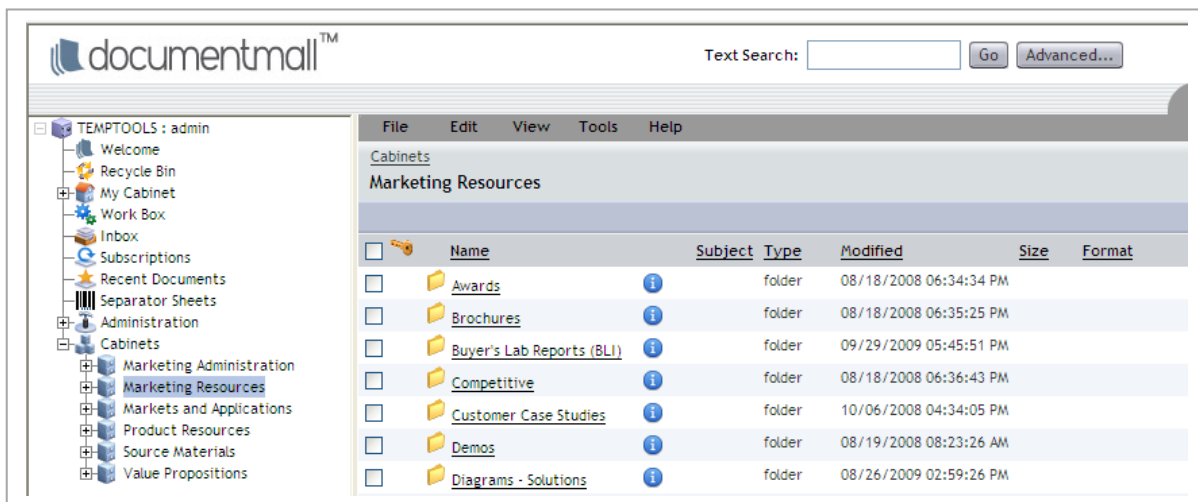 documentmall™
Text Search: Go Advanced...
TEMPTOOLS : admin
Welcome
Recycle Bin
My Cabinet
Work Box
Inbox
Subscriptions
Recent Documents
Separator Sheets
Administration
Cabinets
Marketing Administration
Marketing Resources
Markets and Applications
Product Resources
Source Materials
Value Propositions
File Edit View Tools Help
Cabinets
Marketing Resources
Name Subject Type Modified Size Format
Awards folder 08/18/2008 06:34:34 PM
Brochures folder 08/18/2008 06:35:25 PM
Buyer's Lab Reports (BLI) folder 09/29/2009 05:45:51 PM
Competitive folder 08/18/2008 06:36:43 PM
Customer Case Studies folder 10/06/2008 04:34:05 PM
Demos folder 08/19/2008 08:23:26 AM
Diagrams - Solutions folder 08/26/2009 02:59:26 PM